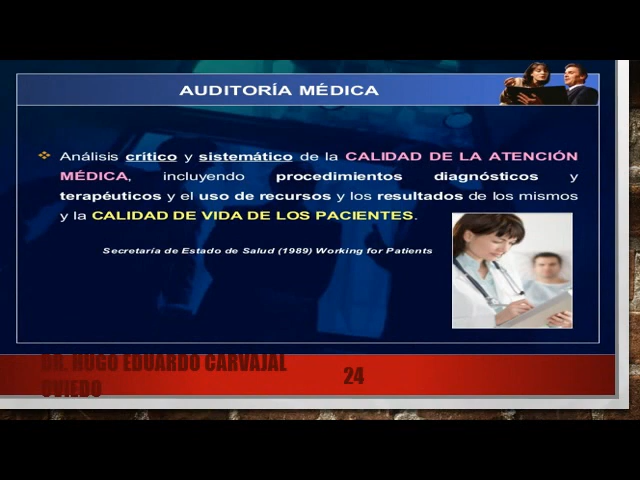 AUDITORÍA MÉDICA
Análisis crítico y sistemático de la CALIDAD DE LA ATENCIÓN
MÉDICA, incluyendo procedimientos diagnósticos y
terapéuticos y el uso de recursos y los resultados de los mismos
y la CALIDAD DE VIDA DE LOS PACIENTES.
Secretaría de Estado de Salud (1989) Working for Patients
DR. HUGO EDUARDO CARVAJAL
OVIEDO
24